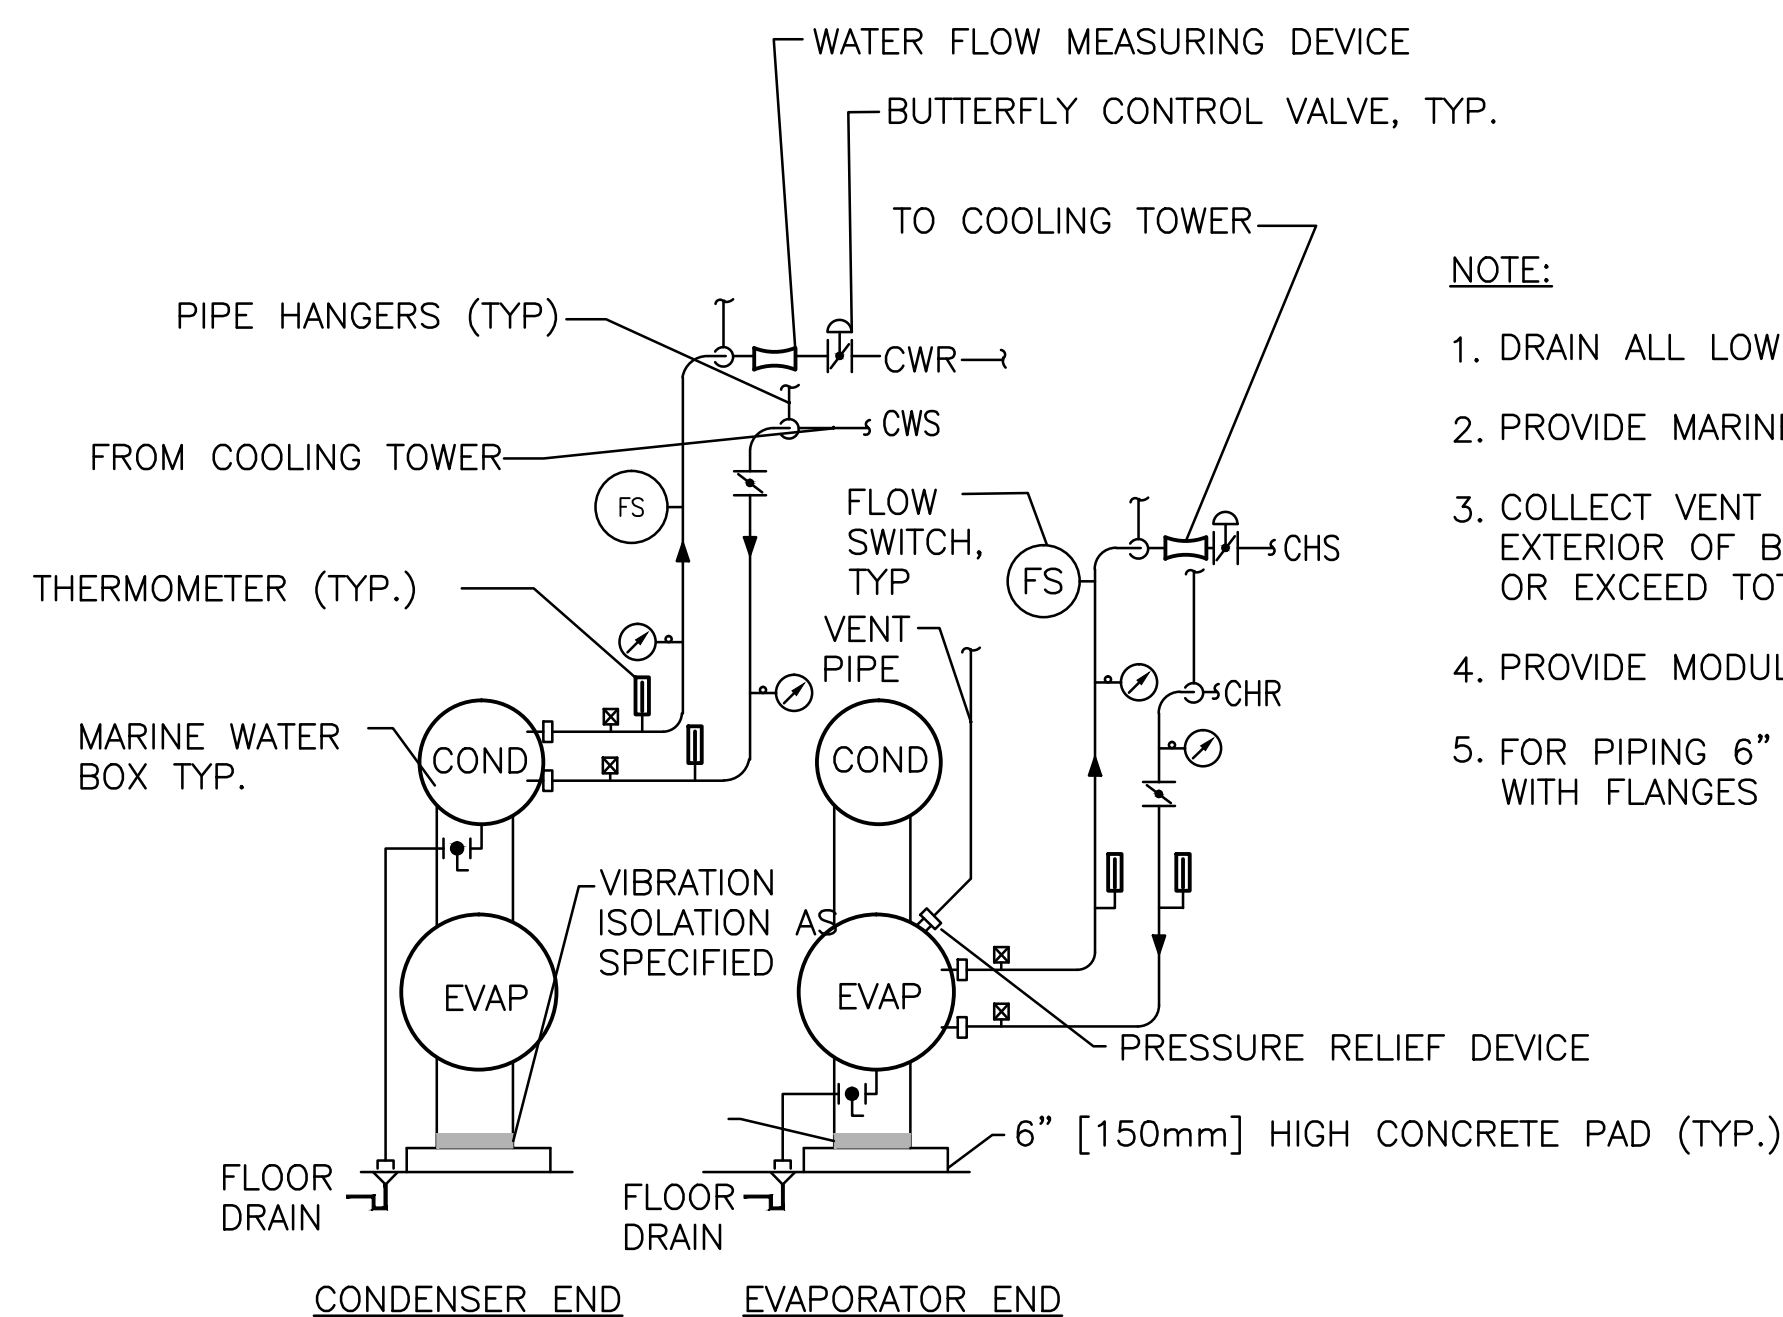 WATER FLOW MEASURING DEVICE
BUTTERFLY CONTROL VALVE, TYP.
TO COOLING TOWER
PIPE HANGERS (TYP)
CWR
CWS
FROM COOLING TOWER
FS
FLOW
SWITCH,
TYP
FS
CHS
THERMOMETER (TYP.)
VENT
PIPE
CHR
MARINE WATER
BOX TYP.
COND
COND
VIBRATION
ISOLATION AS
SPECIFIED
EVAP
EVAP
PRESSURE RELIEF DEVICE
6” [150mm] HIGH CONCRETE PAD (TYP.)
FLOOR
DRAIN
FLOOR
DRAIN
CONDENSER END
EVAPORATOR END
NOTE:
1. DRAIN ALL LOW
2. PROVIDE MARIN
3. COLLECT VENT
EXTERIOR OF B
OR EXCEED TOT
4. PROVIDE MODUL
5. FOR PIPING 6”
WITH FLANGES